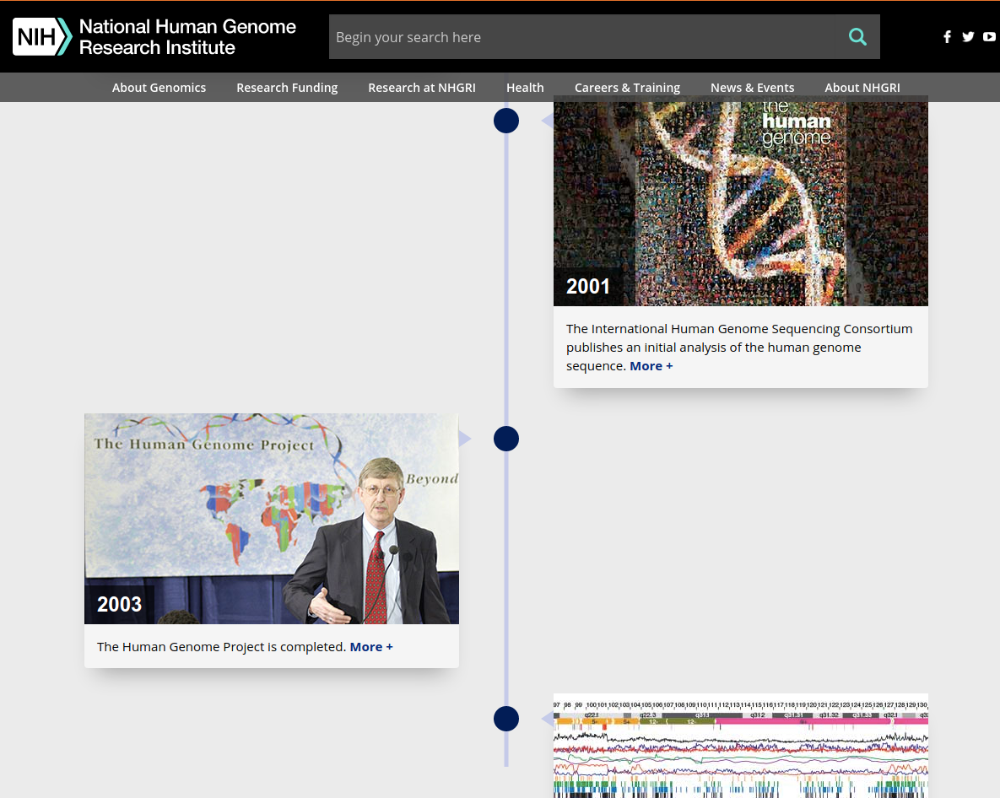 NIH
National Human Genome
Research Institute
Begin your search here
About Genomics
Research Funding
Research at NHGRI
Health
Careers & Training
News & Events
About NHGRI
the
human
genome
2001
The International Human Genome Sequencing Consortium
publishes an initial analysis of the human genome
sequence. More +
The Human Genome Project
Beyond
2003
The Human Genome Project is completed. More +
97 98 99 100 101 102 103 104 105 106 107 108 109 110 111 112 113 114 115 116 117 118 119 120 121 122 123 124 125 126 127 128 129 130
q22.1 q22.3 q31.1 q31.2 q31.31 q31.32 q31.33 q32.1